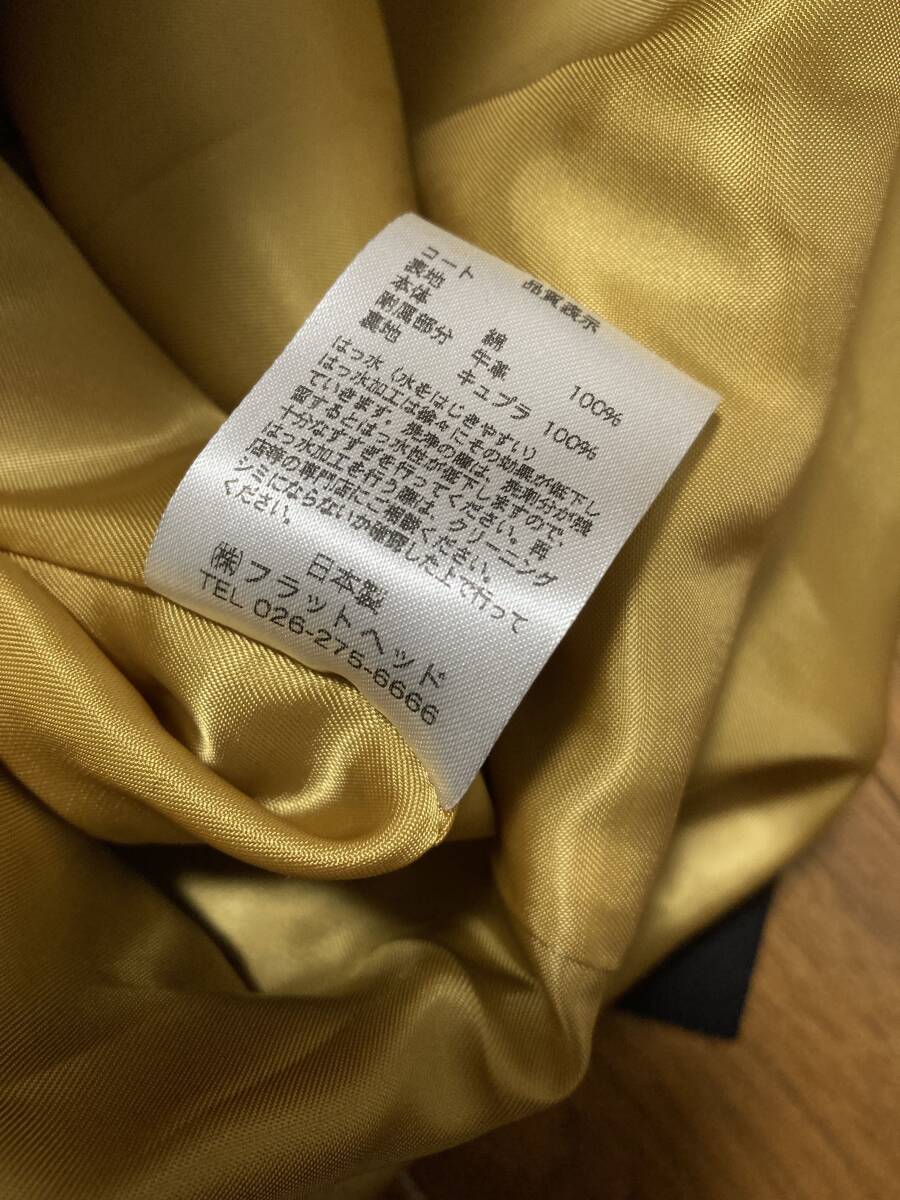 品質表示
コート
表地
本体 綿 100%
附属部分 牛革
裏地 キュプラ 100%
はっ水（水をはじきやすい）
はっ水加工は徐々にその効果が低下し
ていきます。洗浄の際は、洗剤分が残
留するとはっ水性が低下しますので、
十分なすすぎを行ってください。再
はっ水加工を行う際は、クリーニング
店等の専門店にご相談ください。
シミにならないか確認した上で行って
ください。
日本製
㈱フラットヘッド
TEL 026-275-6666